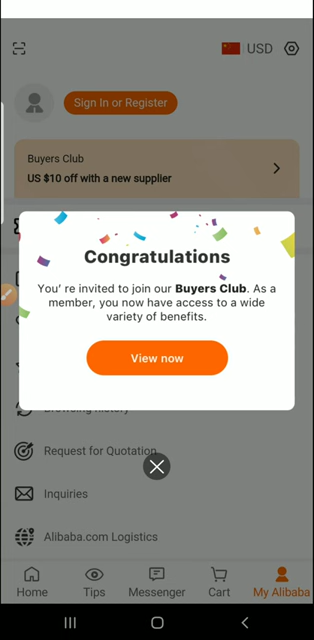 USD
Sign In or Register
Buyers Club
US $10 off with a new supplier
Congratulations
You' re invited to join our Buyers Club. As a
member, you now have access to a wide
variety of benefits.
View now
Browsing history
Request for Quotation
Inquiries
Alibaba.com Logistics
Home
Tips
Messenger
Cart
My Alibaba